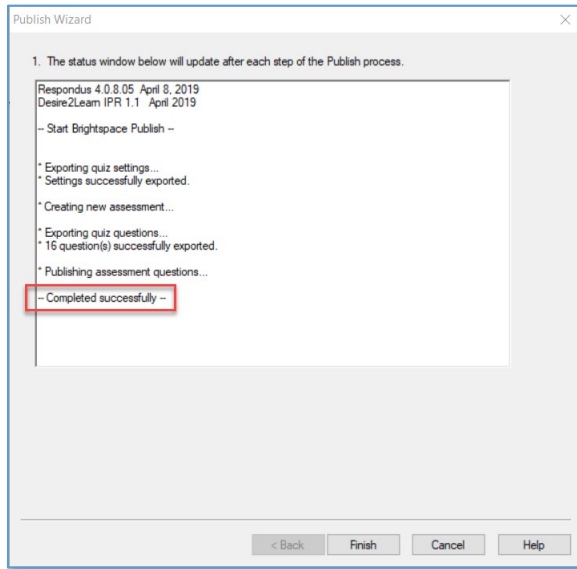 Publish Wizard
1. The status window below will update after each step of the Publish process.
Respondus 4.0.8.05 April 8, 2019
Desire2Learn IPR 1.1 April 2019
-- Start Brightspace Publish --
* Exporting quiz settings...
* Settings successfully exported.
* Creating new assessment...
* Exporting quiz questions...
* 16 question(s) successfully exported.
* Publishing assessment questions...
-- Completed successfully --
< Back
Finish
Cancel
Help